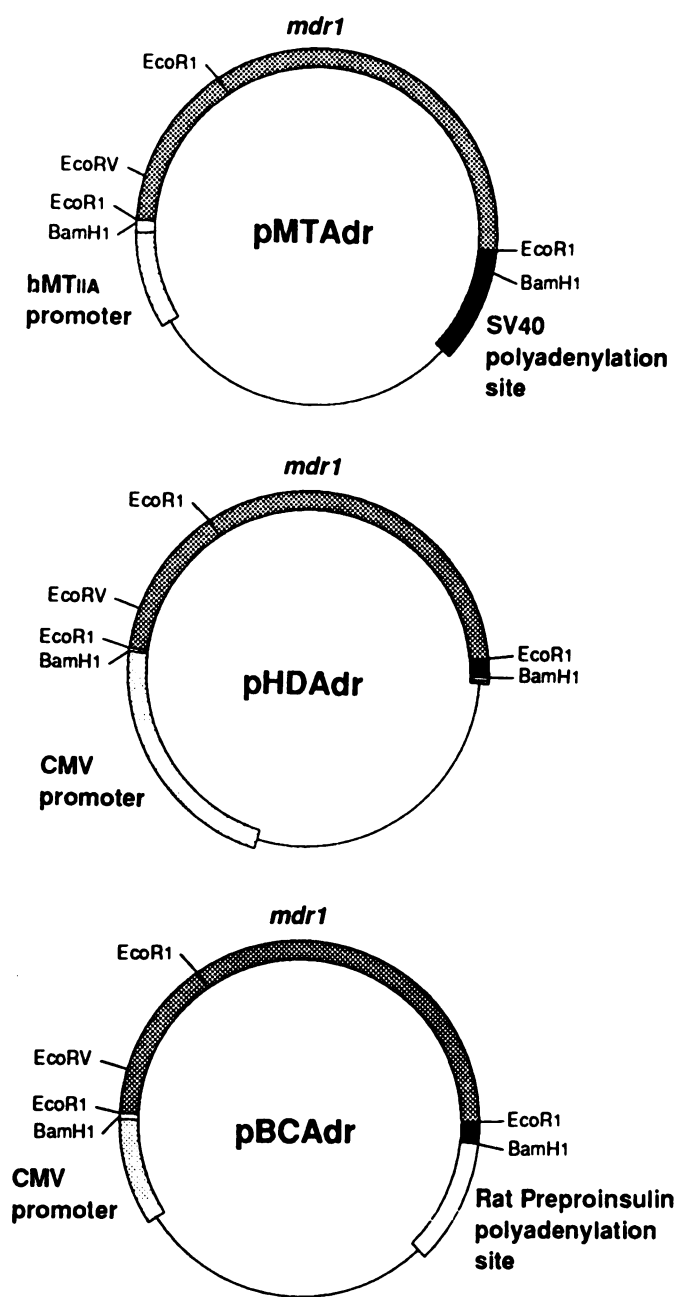 mdr1
EcoR1
EcoRV
EcoR1
BamH1
pMTAdr
EcoR1
BamH1
hMTIIA
promoter
SV40
polyadenylation
site
mdr1
EcoR1
EcoRV
EcoR1
BamH1
pHDAdr
EcoR1
BamH1
CMV
promoter
mdr1
EcoR1
EcoRV
EcoR1
BamH1
pBCAdr
EcoR1
BamH1
CMV
promoter
Rat Preproinsulin
polyadenylation
site